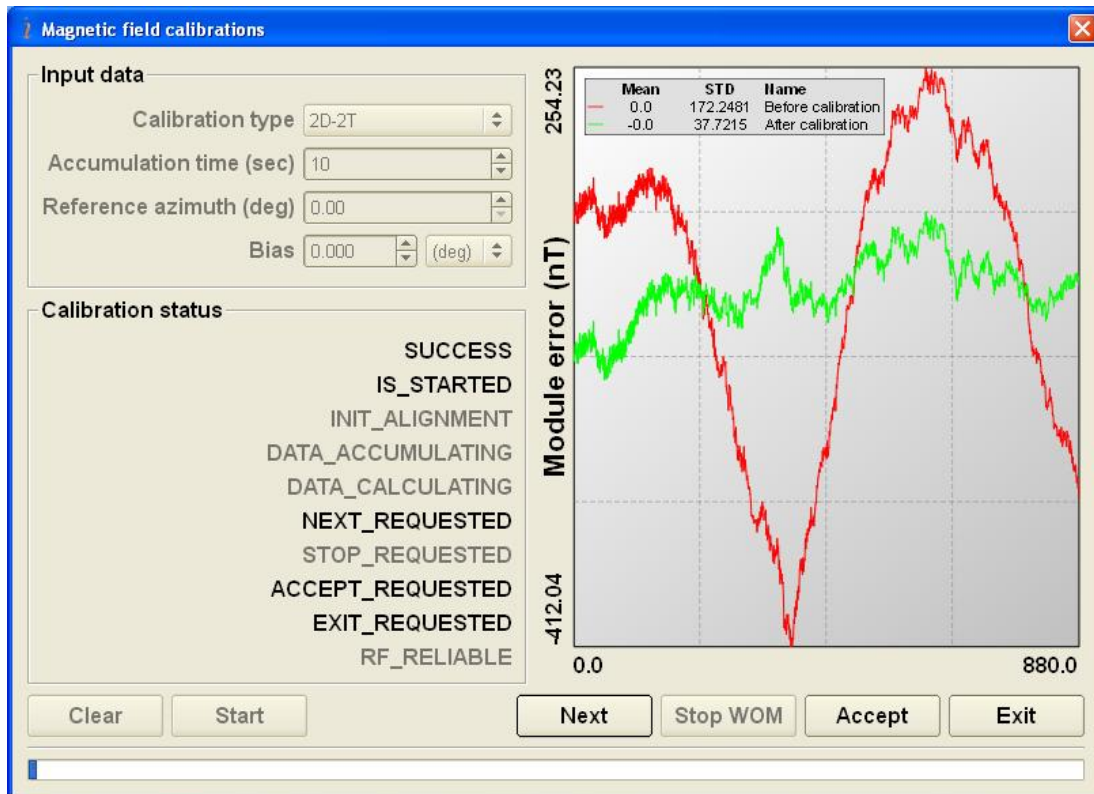 Magnetic field calibrations
Input data
Calibration type 2D-2T
Accumulation time (sec) 10
Reference azimuth (deg) 0.00
Bias 0.000 (deg)
Calibration status
SUCCESS
IS_STARTED
INIT_ALIGNMENT
DATA_ACCUMULATING
DATA_CALCULATING
NEXT_REQUESTED
STOP_REQUESTED
ACCEPT_REQUESTED
EXIT_REQUESTED
RF_RELIABLE
Mean STD Name
0.0 172.2481 Before calibration
-0.0 37.7215 After calibration
254.23
Module error (nT)
-412.04
0.0 880.0
Clear Start Next Stop WOM Accept Exit